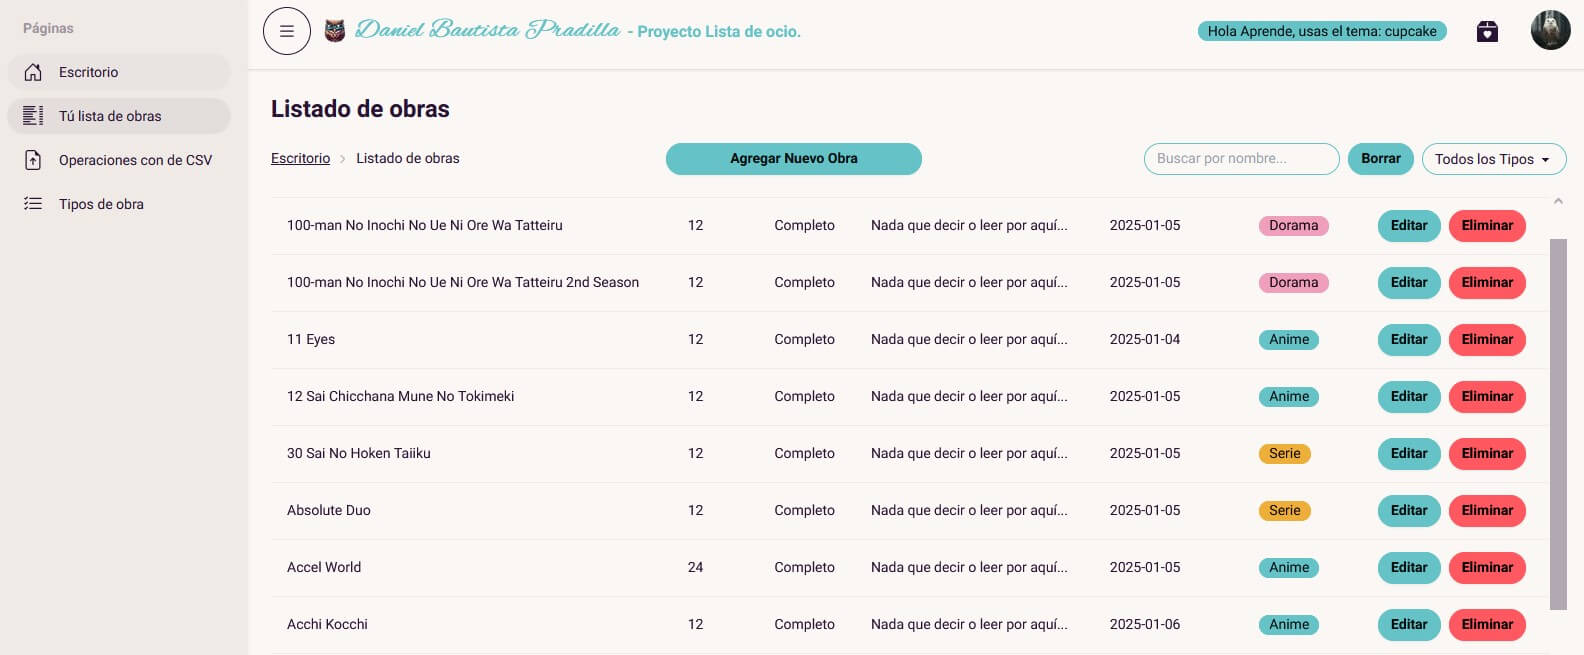 Páginas
Escritorio
Tú lista de obras
Operaciones con de CSV
Tipos de obra
Daniel Bautista Pradilla - Proyecto Lista de ocio.
Hola Aprende, usas el tema: cupcake
Listado de obras
Escritorio > Listado de obras
Agregar Nuevo Obra
Buscar por nombre...
Borrar
Todos los Tipos
100-man No Inochi No Ue Ni Ore Wa Tatteiru 12 Completo Nada que decir o leer por aquí... 2025-01-05 Dorama Editar Eliminar
100-man No Inochi No Ue Ni Ore Wa Tatteiru 2nd Season 12 Completo Nada que decir o leer por aquí... 2025-01-05 Dorama Editar Eliminar
11 Eyes 12 Completo Nada que decir o leer por aquí... 2025-01-04 Anime Editar Eliminar
12 Sai Chicchana Mune No Tokimeki 12 Completo Nada que decir o leer por aquí... 2025-01-05 Anime Editar Eliminar
30 Sai No Hoken Taiiku 12 Completo Nada que decir o leer por aquí... 2025-01-05 Serie Editar Eliminar
Absolute Duo 12 Completo Nada que decir o leer por aquí... 2025-01-05 Serie Editar Eliminar
Accel World 24 Completo Nada que decir o leer por aquí... 2025-01-05 Anime Editar Eliminar
Acchi Kocchi 12 Completo Nada que decir o leer por aquí... 2025-01-06 Anime Editar Eliminar